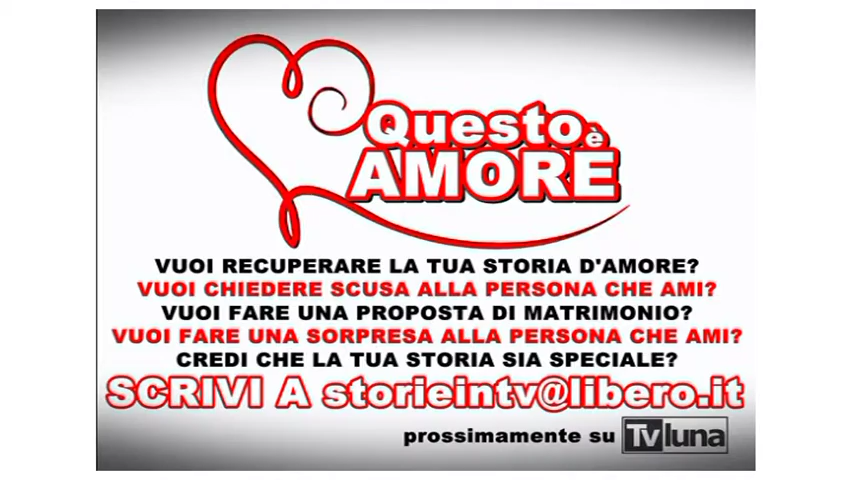 Questo è
AMORE
VUOI RECUPERARE LA TUA STORIA D'AMORE?
VUOI CHIEDERE SCUSA ALLA PERSONA CHE AMI?
VUOI FARE UNA PROPOSTA DI MATRIMONIO?
VUOI FARE UNA SORPRESA ALLA PERSONA CHE AMI?
CREDI CHE LA TUA STORIA SIA SPECIALE?
SCRIVI A storieintv@libero.it
prossimamente su Tv luna